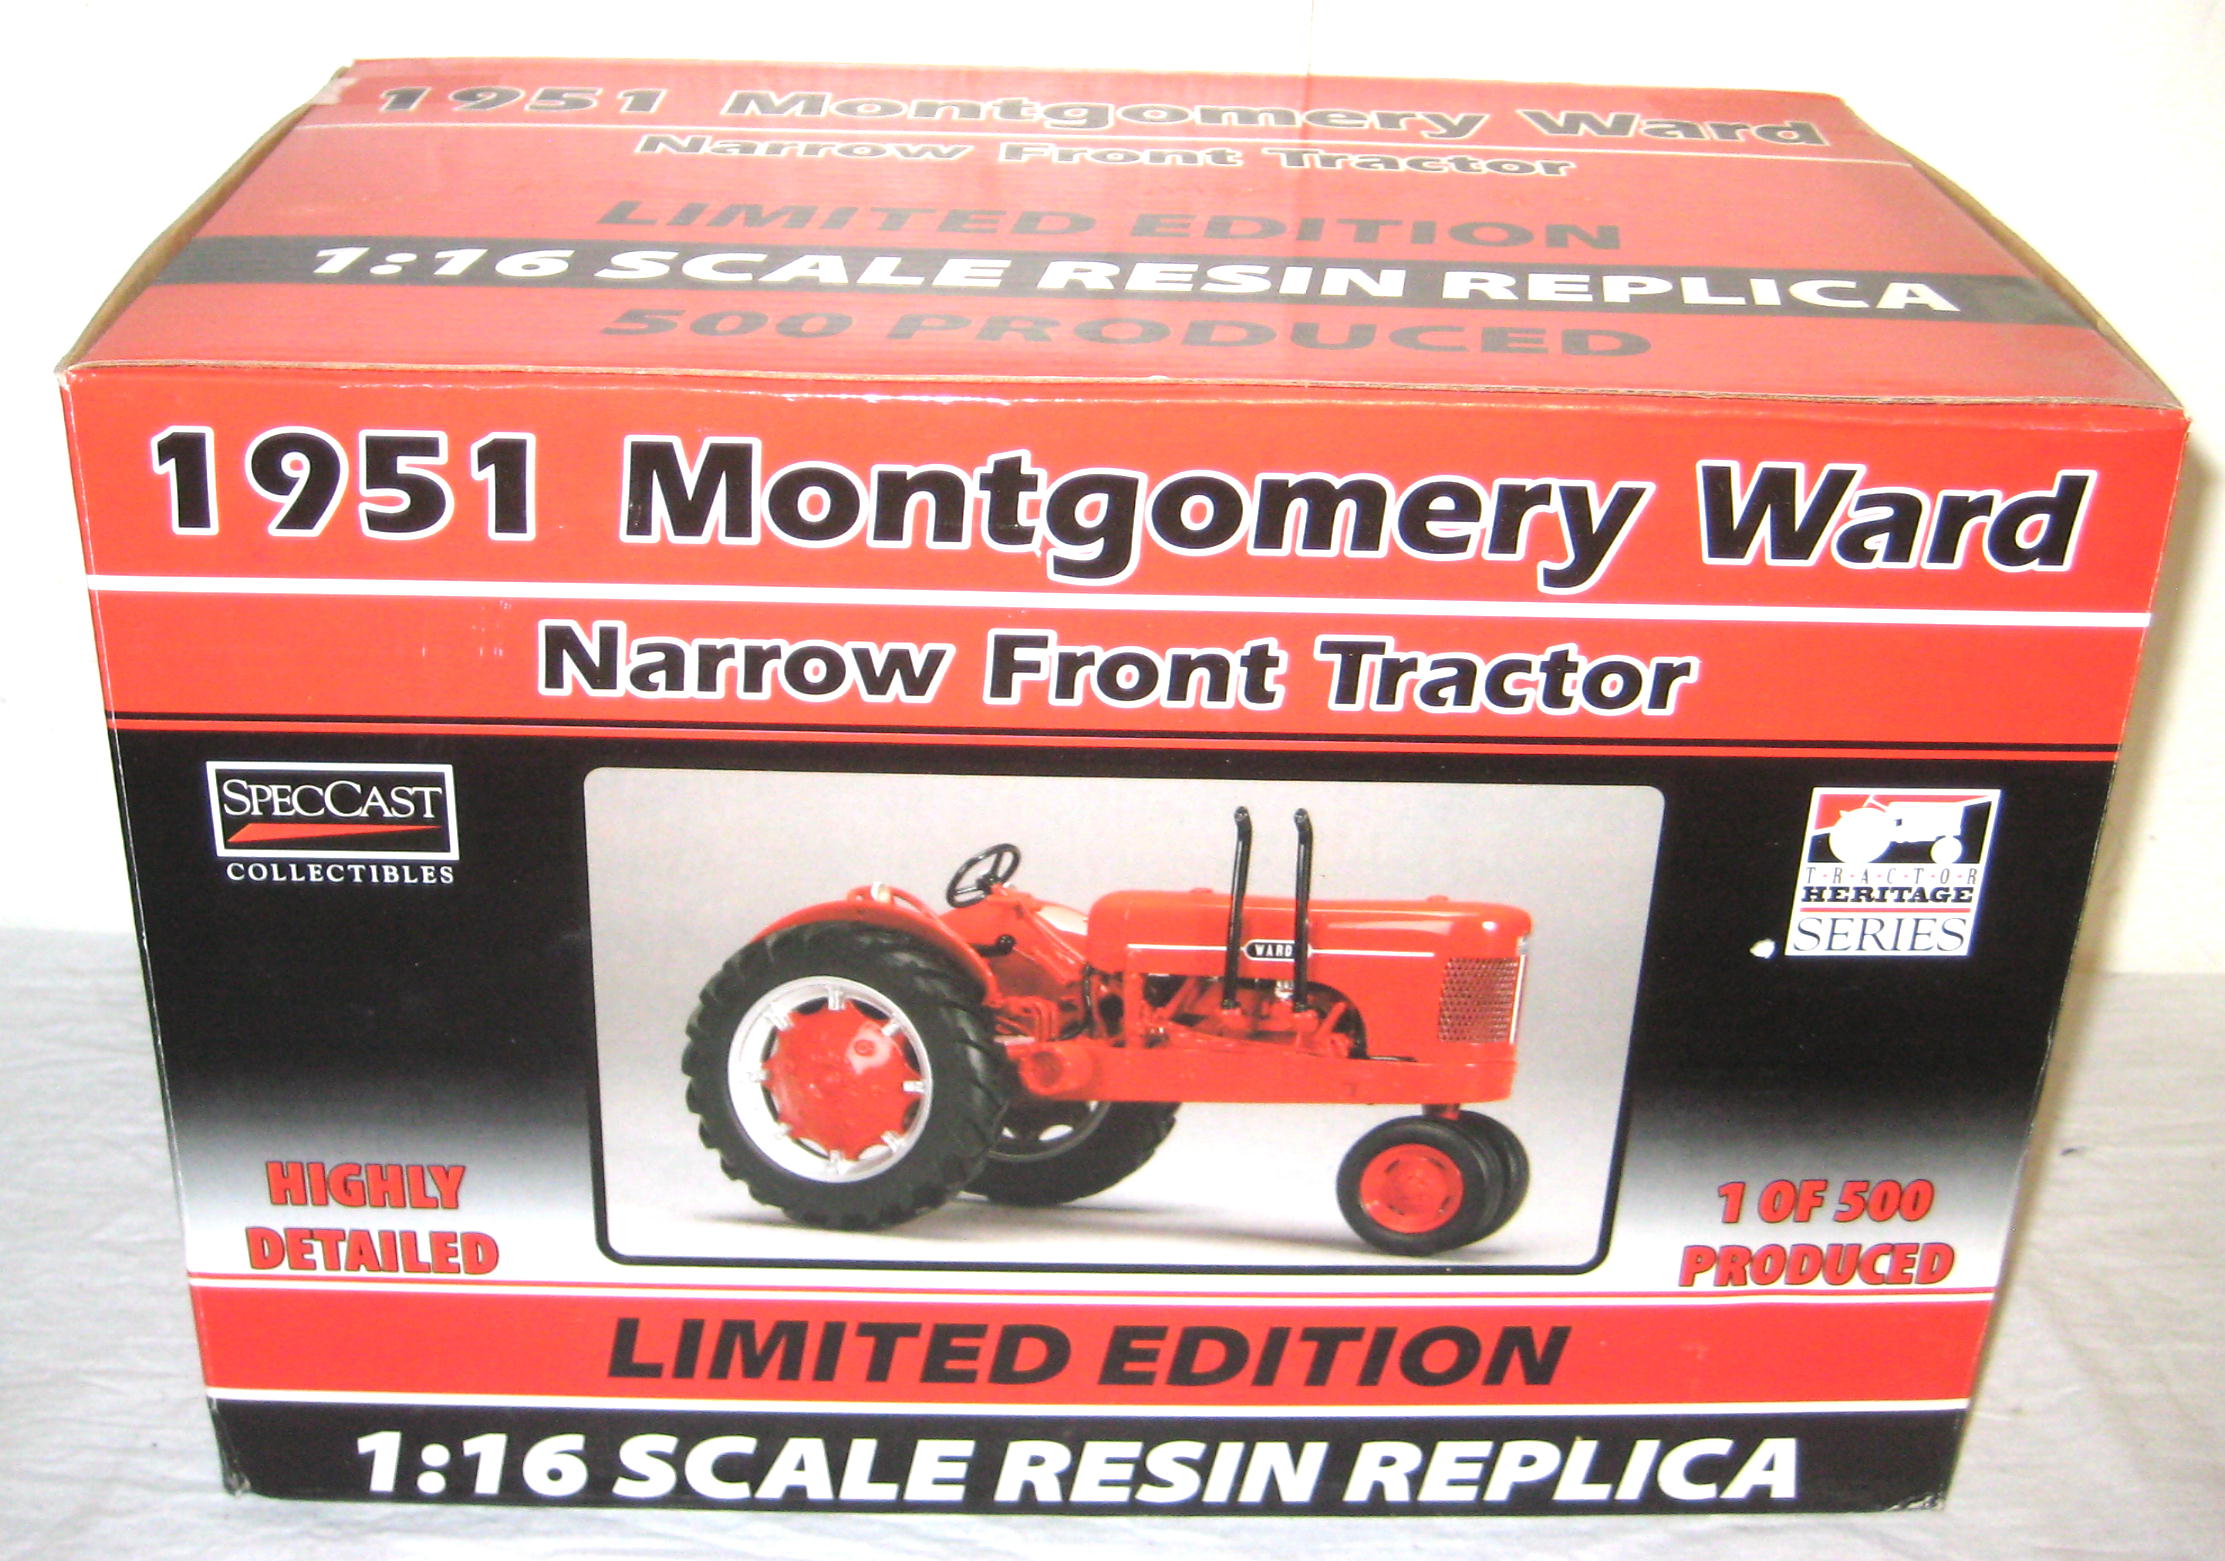 1951 Montgomery Ward
Narrow Front Tractor
LIMITED EDITION
1:16 SCALE RESIN REPLICA
500 PRODUCED
1951 Montgomery Ward
Narrow Front Tractor
SPECCAST
COLLECTIBLES
WARD
T·R·A·C·T·O·R
HERITAGE
SERIES
HIGHLY
DETAILED
1 OF 500
PRODUCED
LIMITED EDITION
1:16 SCALE RESIN REPLICA